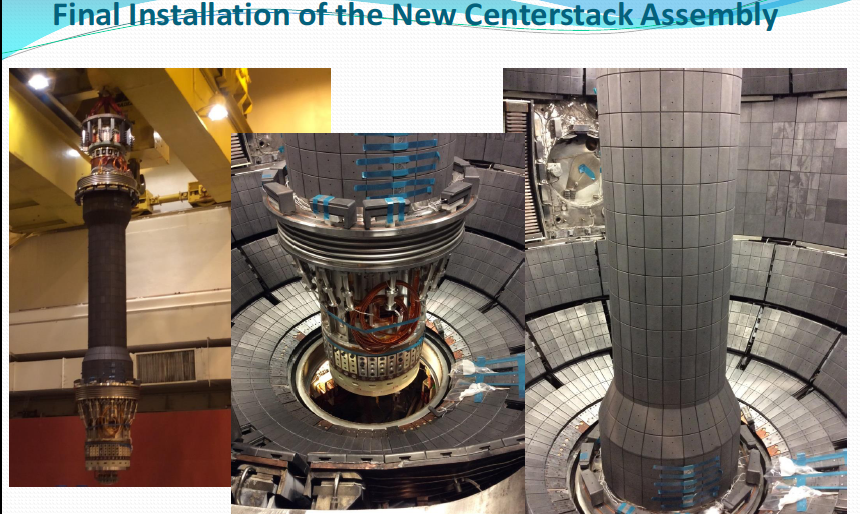 Final Installation of the New Centerstack Assembly